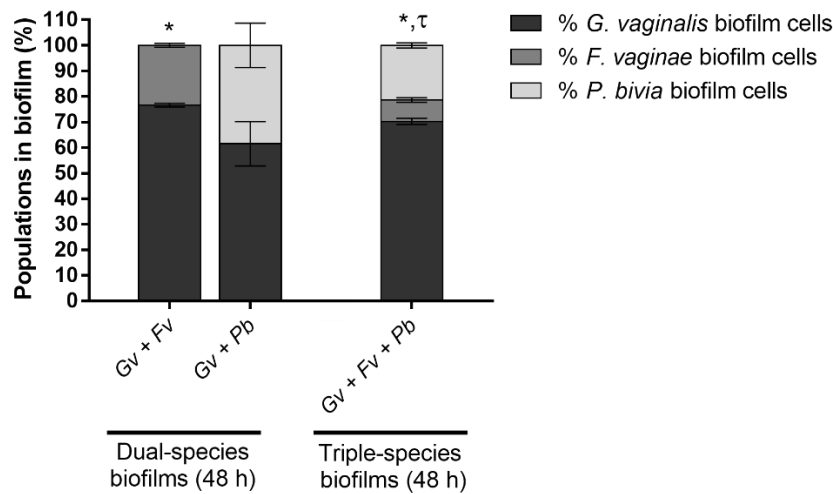 Populations in biofilm (%)
110
100
90
80
70
60
50
40
30
20
10
0
*
*,τ
% G. vaginalis biofilm cells
% F. vaginae biofilm cells
% P. bivia biofilm cells
Gv + Fv
Gv + Pb
Gv + Fv + Pb
Dual-species
biofilms (48 h)
Triple-species
biofilms (48 h)